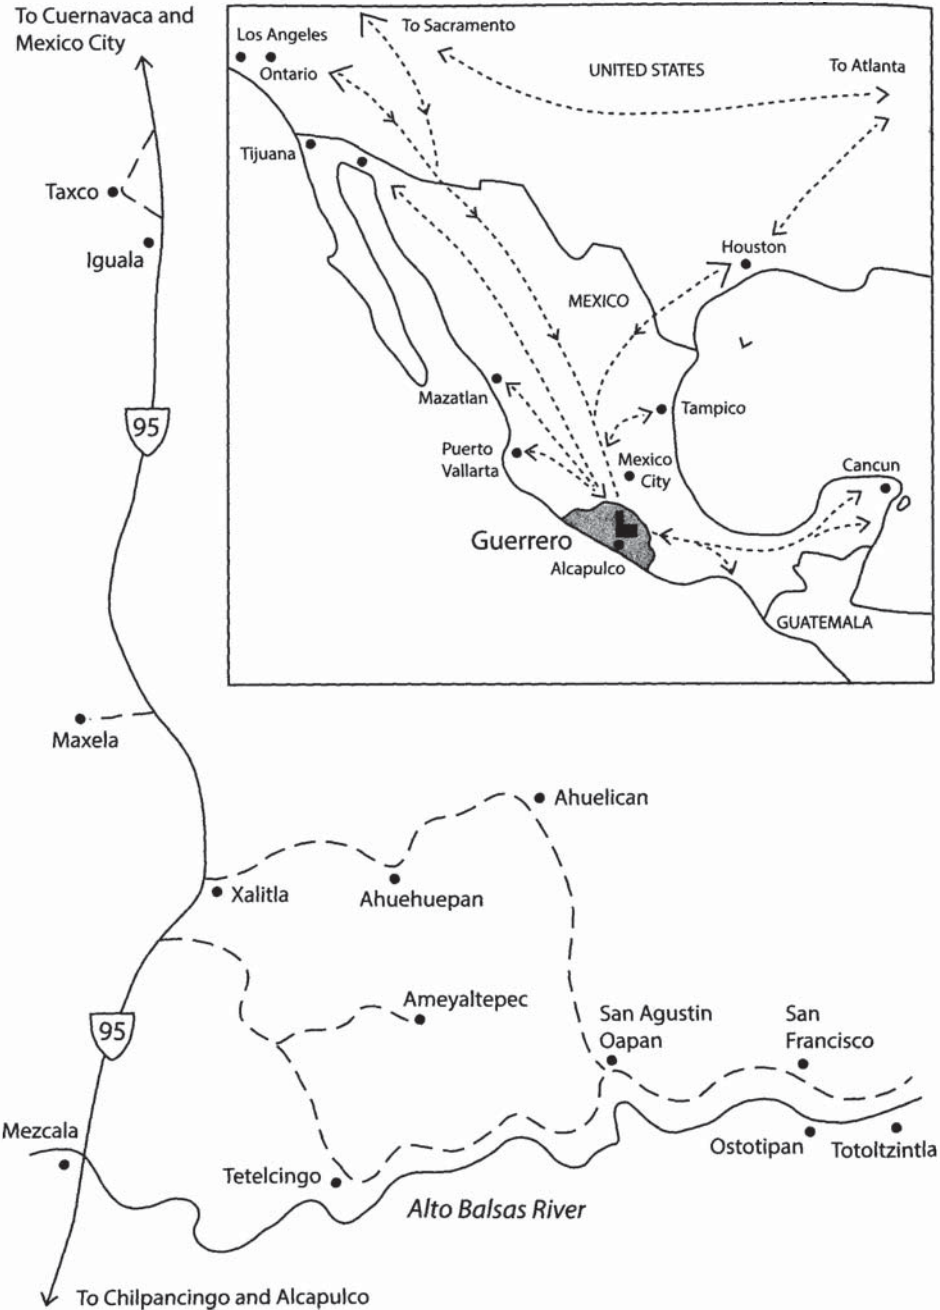 To Cuernavaca and
Mexico City
To Sacramento
Los Angeles
Ontario
UNITED STATES
To Atlanta
Tijuana
Taxco
Iguala
Houston
MEXICO
Mazatlan
Tampico
95
Puerto
Vallarta
Mexico
City
Cancun
Guerrero
Alcapulco
GUATEMALA
Maxela
Ahuelican
Xalitla
Ahuehuepan
Ameyaltepec
San Agustin
Oapan
San
Francisco
95
Mezcala
Ostotipan
Totoltzintla
Tetelcingo
Alto Balsas River
To Chilpancingo and Alcapulco